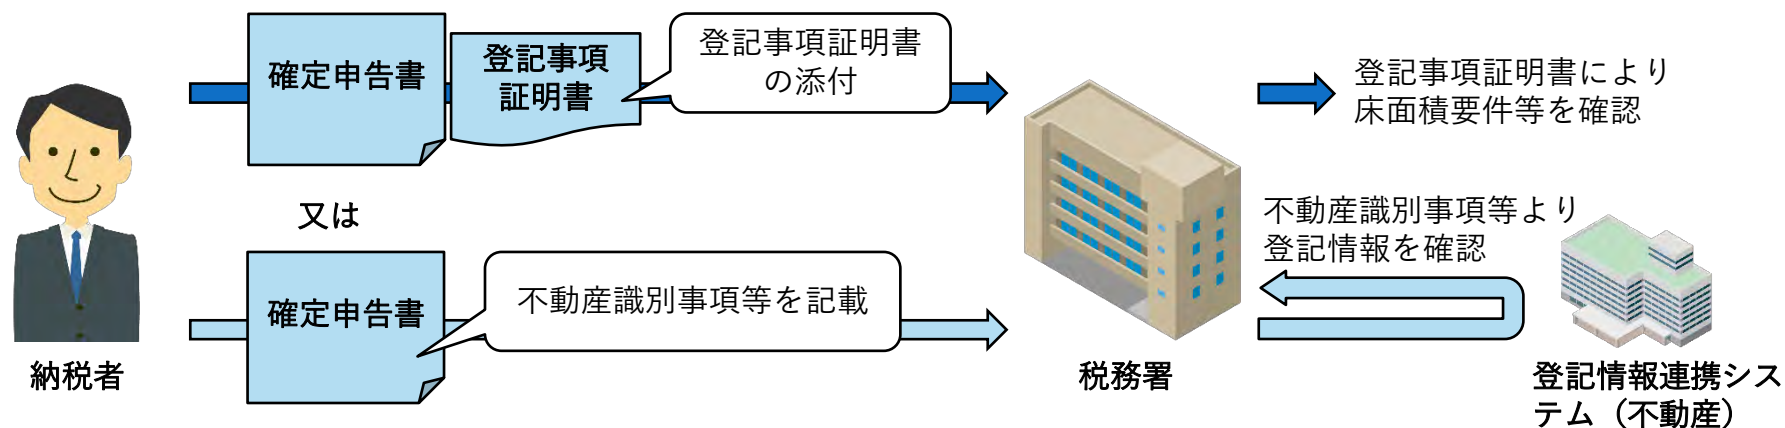 確定申告書
登記事項
証明書
登記事項証明書
の添付
登記事項証明書により
床面積要件等を確認
又は
確定申告書
不動産識別事項等を記載
不動産識別事項等より
登記情報を確認
納税者
税務署
登記情報連携シス
テム（不動産）